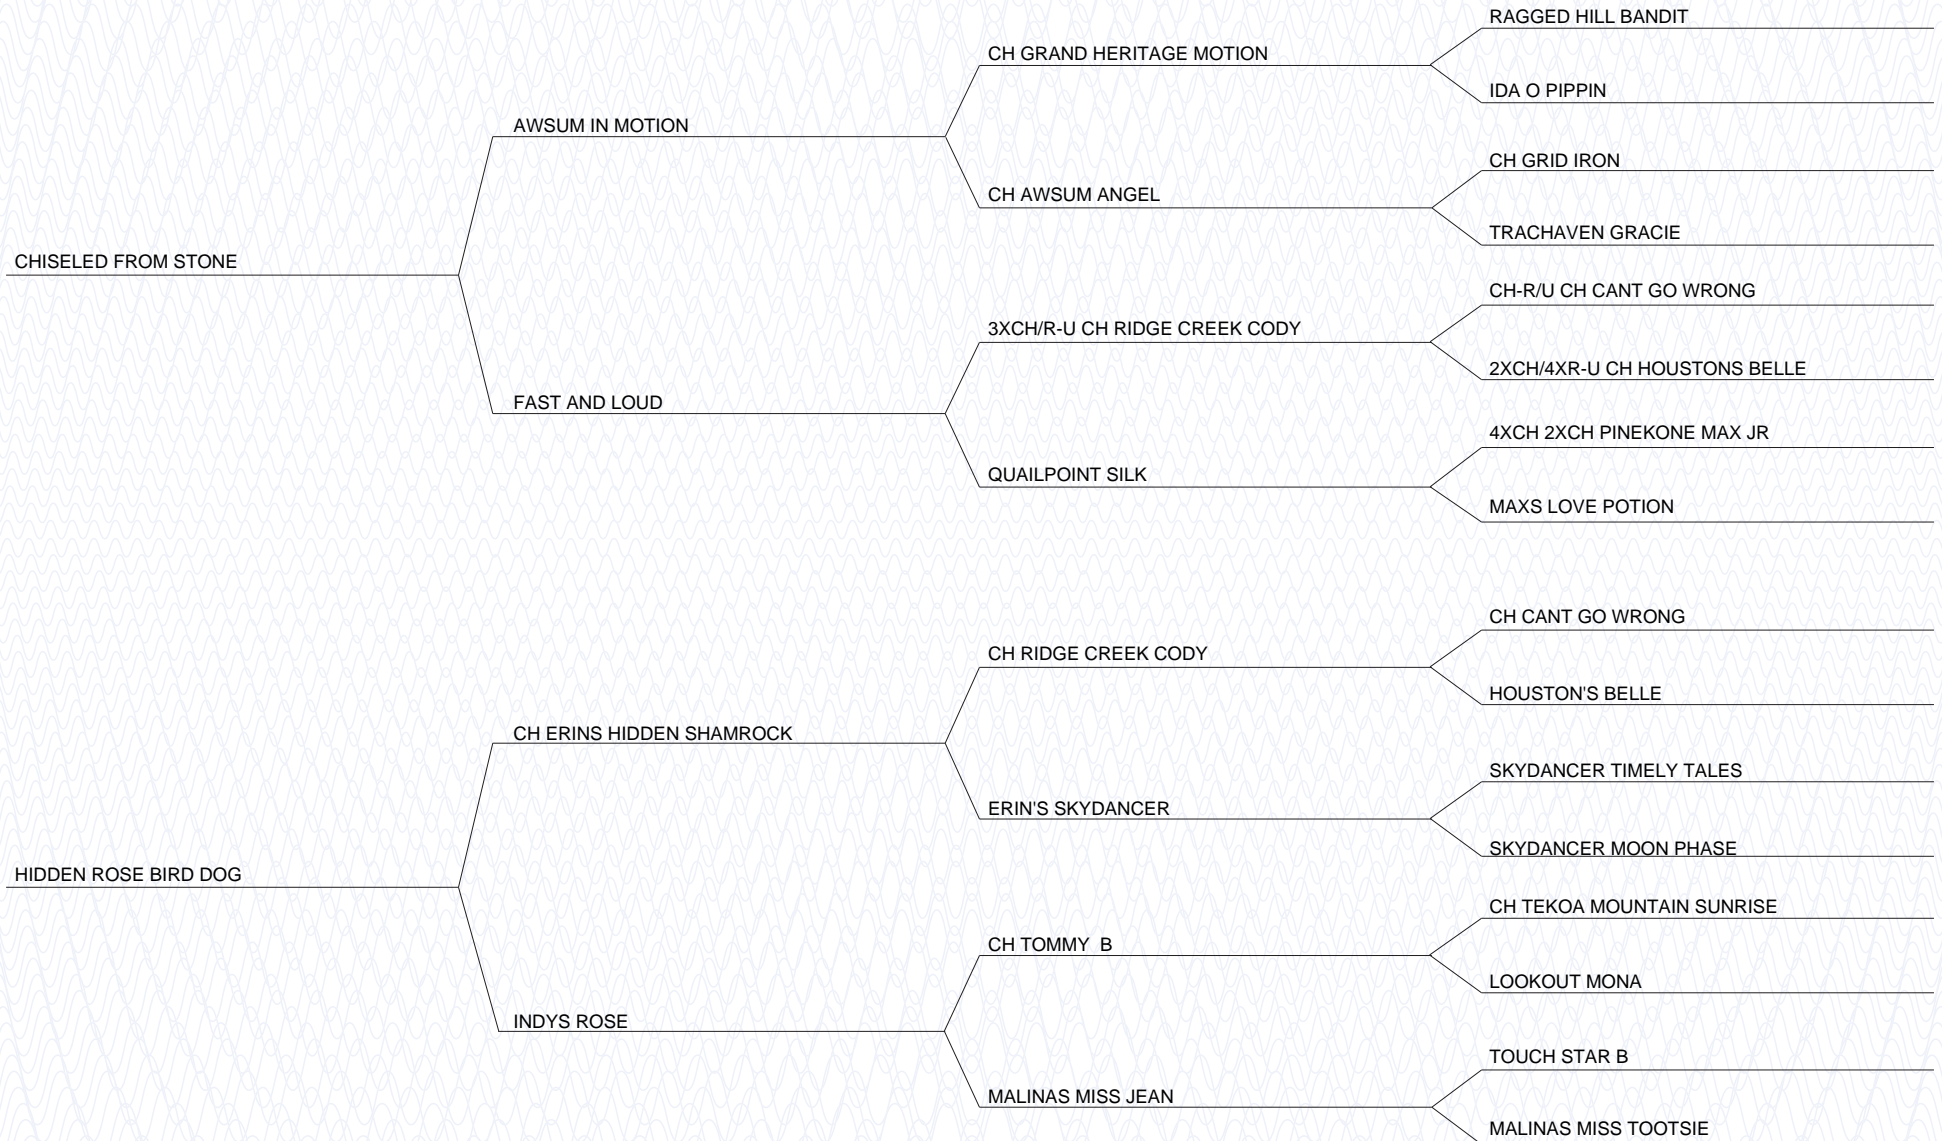 RAGGED HILL BANDIT
CH GRAND HERITAGE MOTION
IDA O PIPPIN
AWSUM IN MOTION
CH GRID IRON
CH AWSUM ANGEL
TRACHAVEN GRACIE
CHISELED FROM STONE
CH-R/U CH CANT GO WRONG
3XCH/R-U CH RIDGE CREEK CODY
2XCH/4XR-U CH HOUSTONS BELLE
FAST AND LOUD
4XCH 2XCH PINEKONE MAX JR
QUAILPOINT SILK
MAXS LOVE POTION
CH CANT GO WRONG
CH RIDGE CREEK CODY
HOUSTON'S BELLE
CH ERINS HIDDEN SHAMROCK
SKYDANCER TIMELY TALES
ERIN'S SKYDANCER
SKYDANCER MOON PHASE
HIDDEN ROSE BIRD DOG
CH TEKOA MOUNTAIN SUNRISE
CH TOMMY  B
LOOKOUT MONA
INDYS ROSE
TOUCH STAR B
MALINAS MISS JEAN
MALINAS MISS TOOTSIE